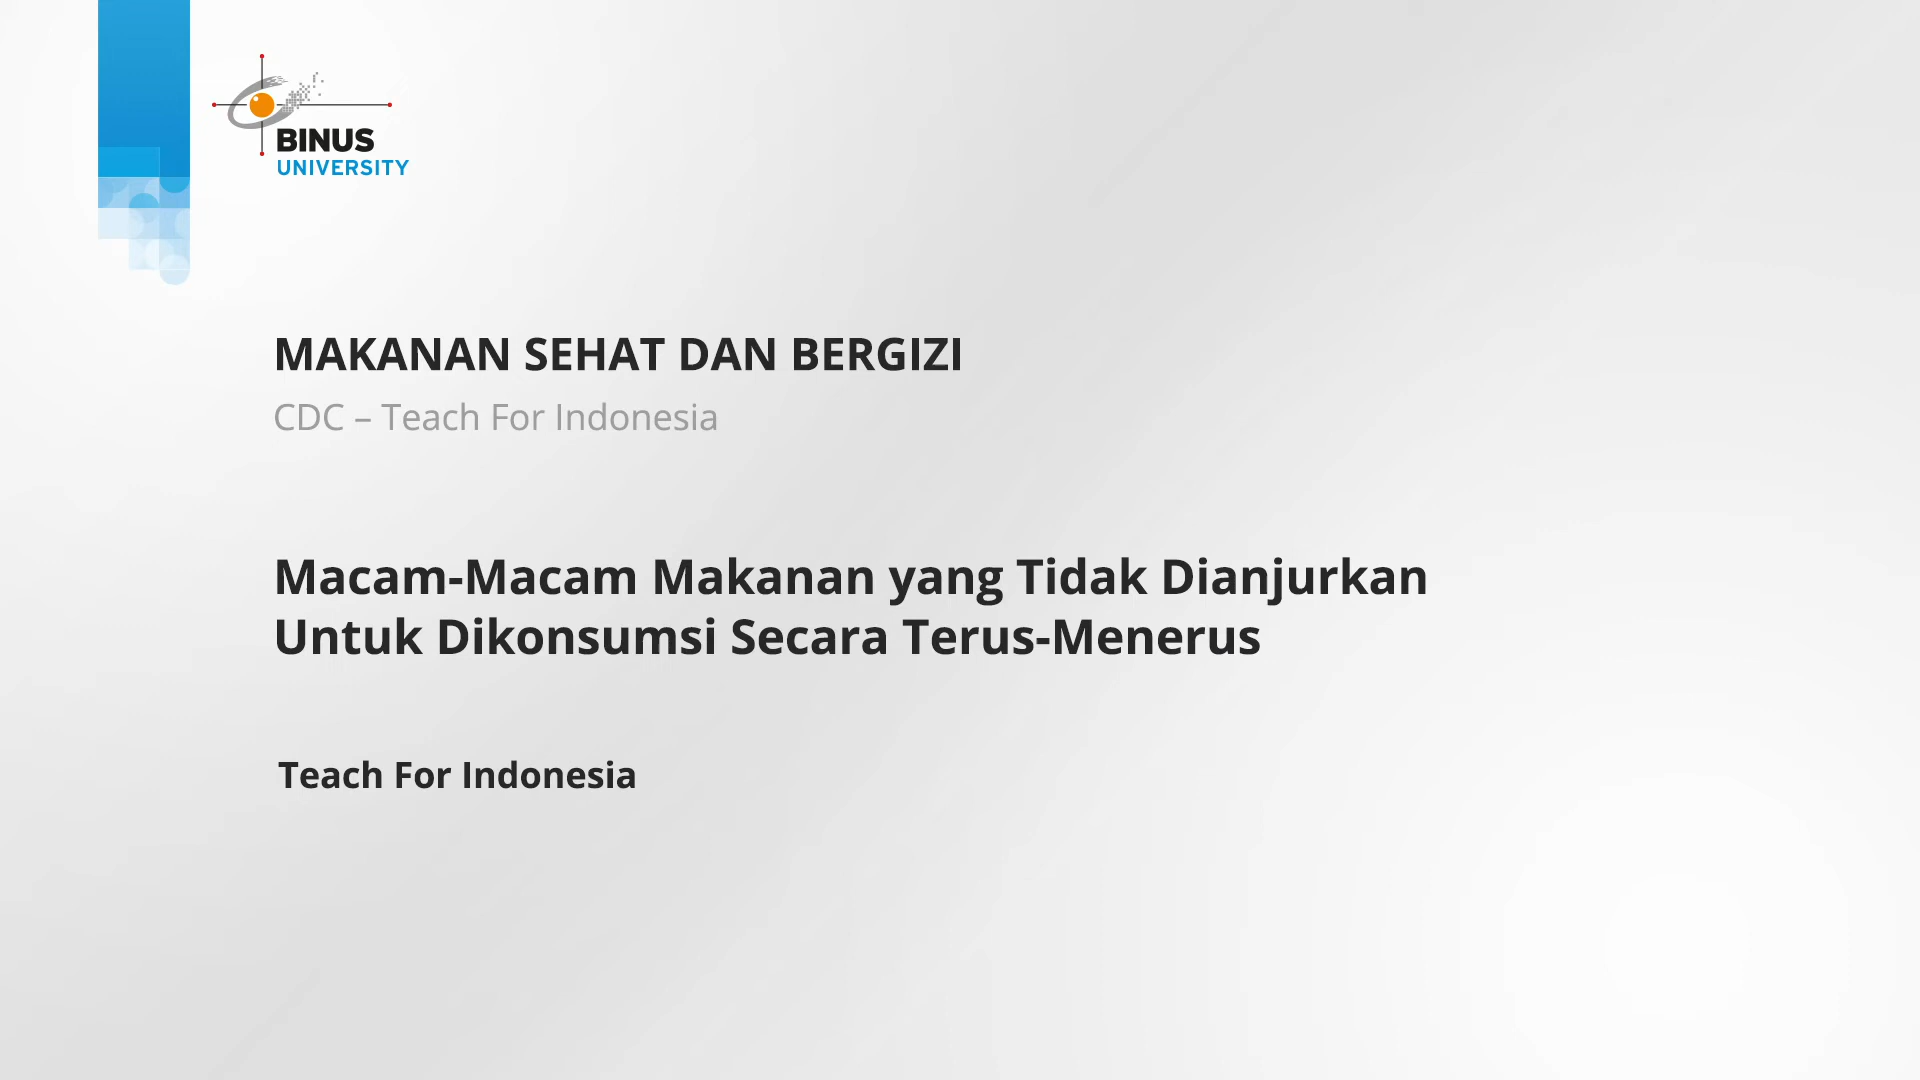 BINUS
UNIVERSITY
MAKANAN SEHAT DAN BERGIZI
CDC – Teach For Indonesia
Macam-Macam Makanan yang Tidak Dianjurkan
Untuk Dikonsumsi Secara Terus-Menerus
Teach For Indonesia